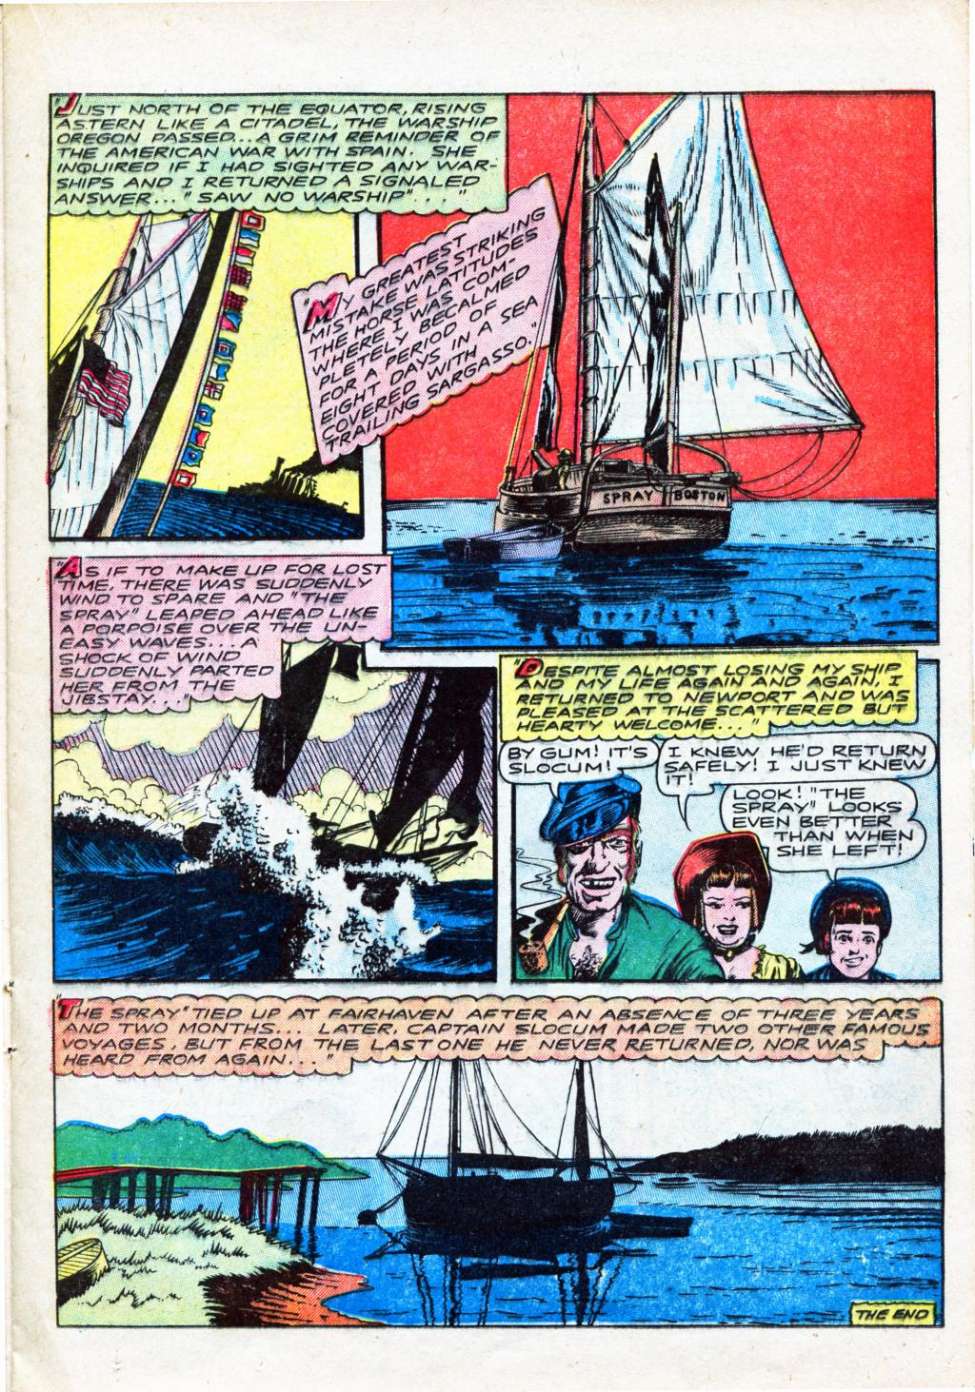 "JUST NORTH OF THE EQUATOR, RISING
ASTERN LIKE A CITADEL, THE WARSHIP
OREGON PASSED... A GRIM REMINDER OF
THE AMERICAN WAR WITH SPAIN. SHE
INQUIRED IF I HAD SIGHTED ANY WAR-
SHIPS AND I RETURNED A SIGNALED
ANSWER... "SAW NO WARSHIP"..."
"MY GREATEST
MISTAKE WAS STRIKING
THE HORSE LATITUDES
WHERE I WAS COM-
PLETELY BECALMED
FOR A PERIOD OF
EIGHT DAYS IN A SEA
COVERED WITH
TRAILING SARGASSO."
SPRAY BOSTON
"AS IF TO MAKE UP FOR LOST
TIME, THERE WAS SUDDENLY
WIND TO SPARE AND "THE
SPRAY" LEAPED AHEAD LIKE
A PORPOISE OVER THE UN-
EASY WAVES... A
SHOCK OF WIND
SUDDENLY PARTED
HER FROM THE
JIBSTAY..."
"DESPITE ALMOST LOSING MY SHIP
AND MY LIFE AGAIN AND AGAIN, I
RETURNED TO NEWPORT AND WAS
PLEASED AT THE SCATTERED BUT
HEARTY WELCOME..."
BY GUM! IT'S
SLOCUM!
I KNEW HE'D RETURN
SAFELY! I JUST KNEW
IT!
LOOK! "THE
SPRAY" LOOKS
EVEN BETTER
THAN WHEN
SHE LEFT!
"THE SPRAY" TIED UP AT FAIRHAVEN AFTER AN ABSENCE OF THREE YEARS
AND TWO MONTHS... LATER, CAPTAIN SLOCUM MADE TWO OTHER FAMOUS
VOYAGES, BUT FROM THE LAST ONE HE NEVER RETURNED, NOR WAS
HEARD FROM AGAIN..."
THE END